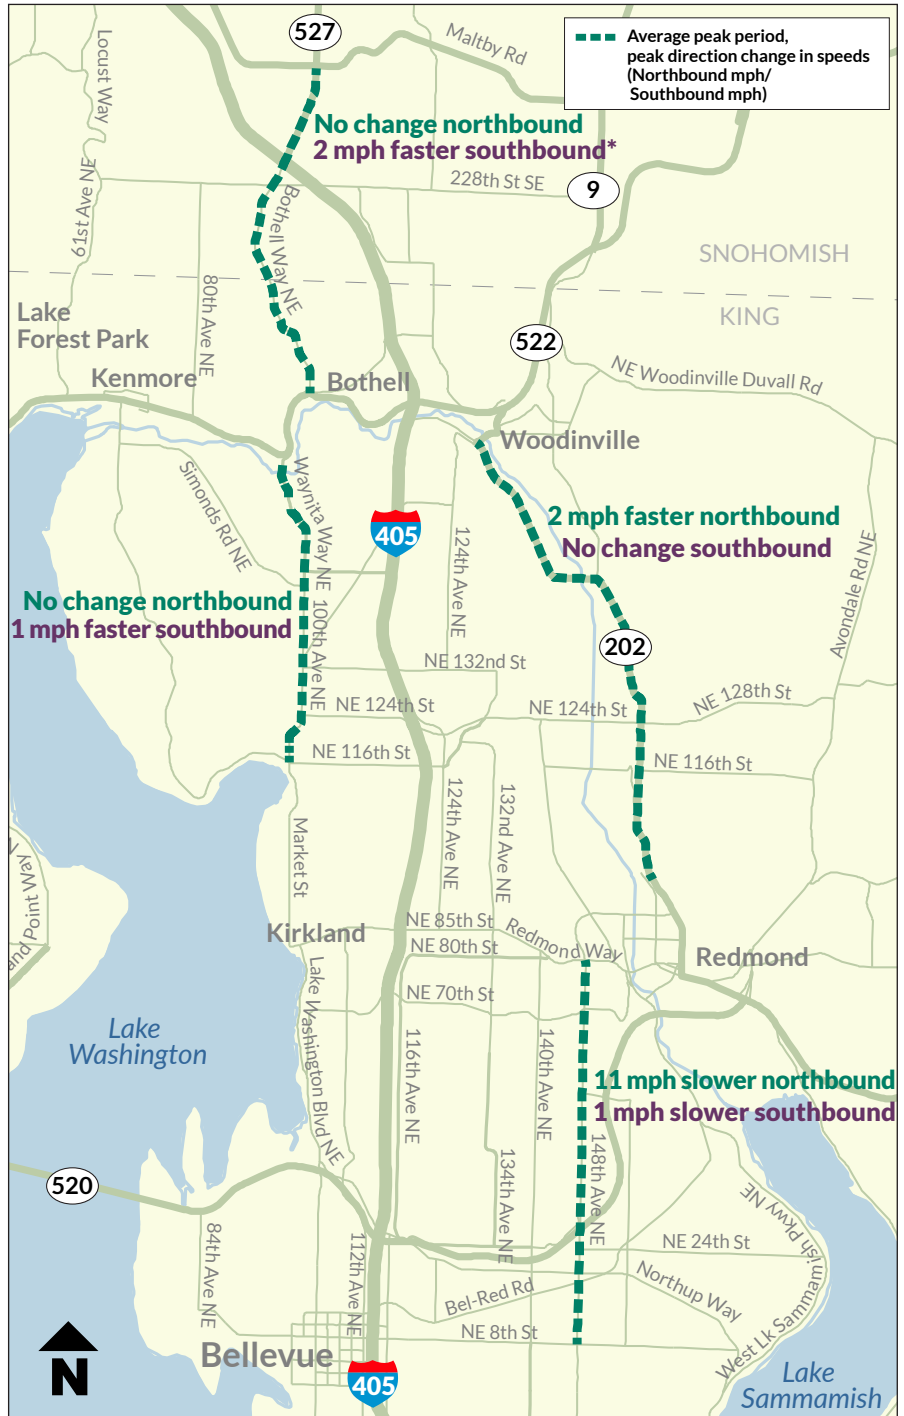 527
Maltby Rd
Locust Way
Average peak period,
peak direction change in speeds
(Northbound mph/
Southbound mph)
No change northbound
2 mph faster southbound*
228th St SE
9
61st Ave NE
Bothell Way NE
SNOHOMISH
KING
80th Ave NE
Lake
Forest Park
522
Kenmore
Bothell
NE Woodinville Duvall Rd
Woodinville
Simonds Rd NE
Waynita Way NE
405
124th Ave NE
2 mph faster northbound
No change southbound
Avondale Rd NE
No change northbound
1 mph faster southbound
100th Ave NE
202
NE 132nd St
NE 124th St
NE 124th St
NE 128th St
NE 116th St
NE 116th St
124th Ave NE
132nd Ave NE
Market St
Point Way N
and
Kirkland
NE 85th St
Redmond Way
NE 80th St
Redmond
NE 70th St
Lake Washington Blvd NE
Lake
Washington
116th Ave NE
140th Ave NE
11 mph slower northbound
1 mph slower southbound
148th Ave NE
134th Ave NE
520
84th Ave NE
112th Ave NE
NE 24th St
West Lk Sammamish Pkwy NE
Northup Way
Bel-Red Rd
NE 8th St
Bellevue
N
405
Lake
Sammamish